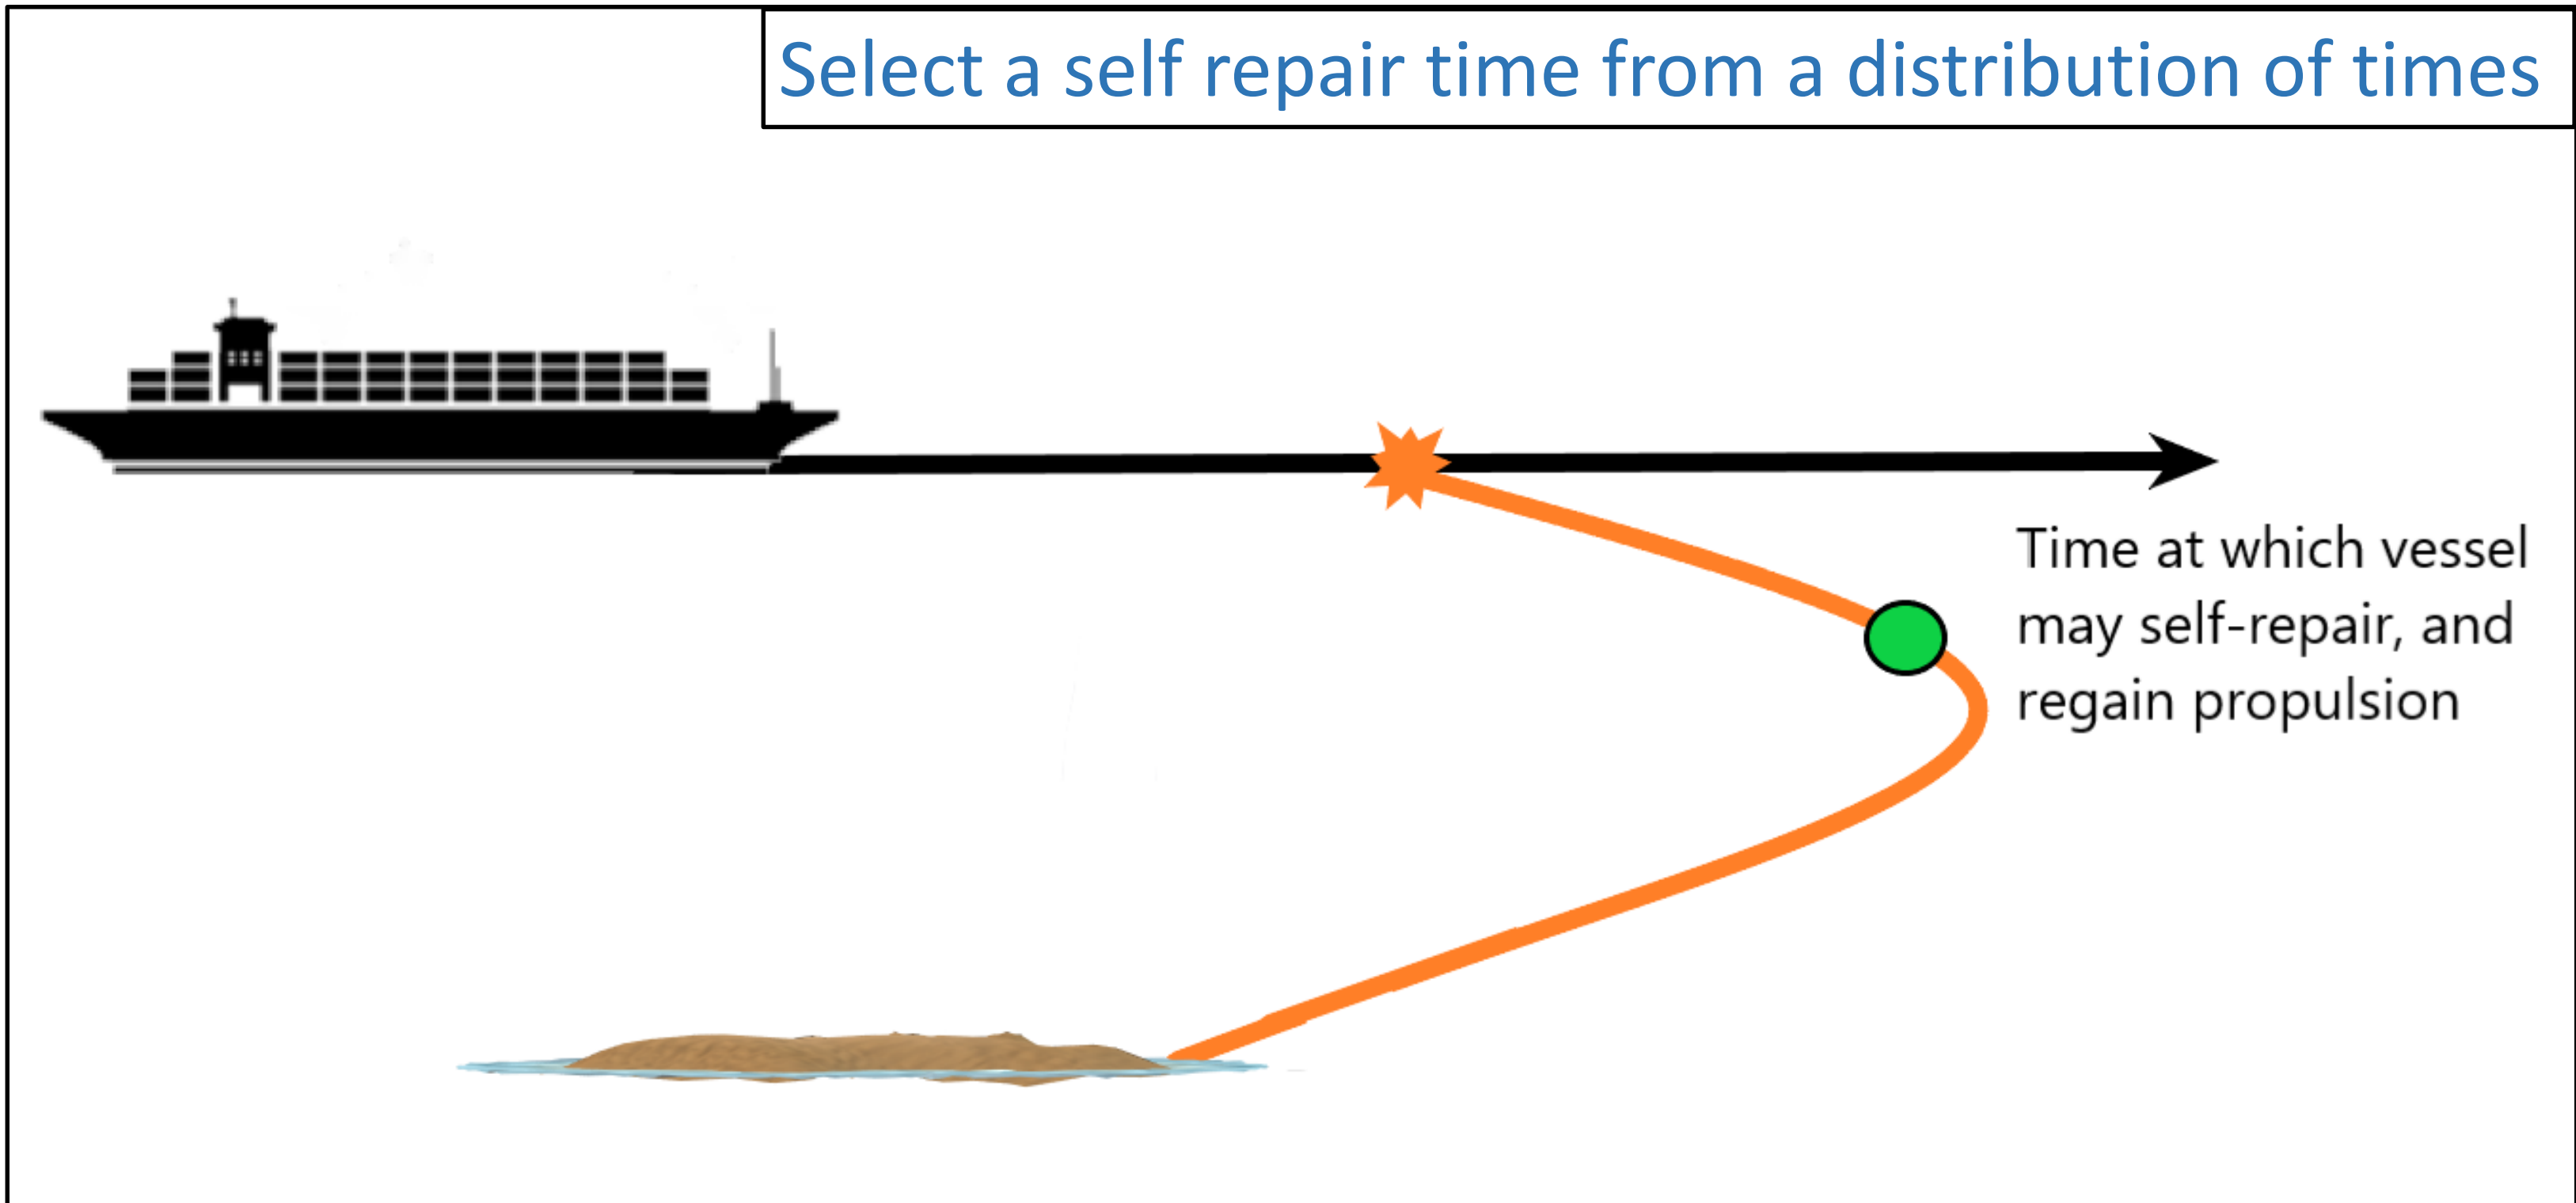 Select a self repair time from a distribution of times
Time at which vessel
may self-repair, and
regain propulsion